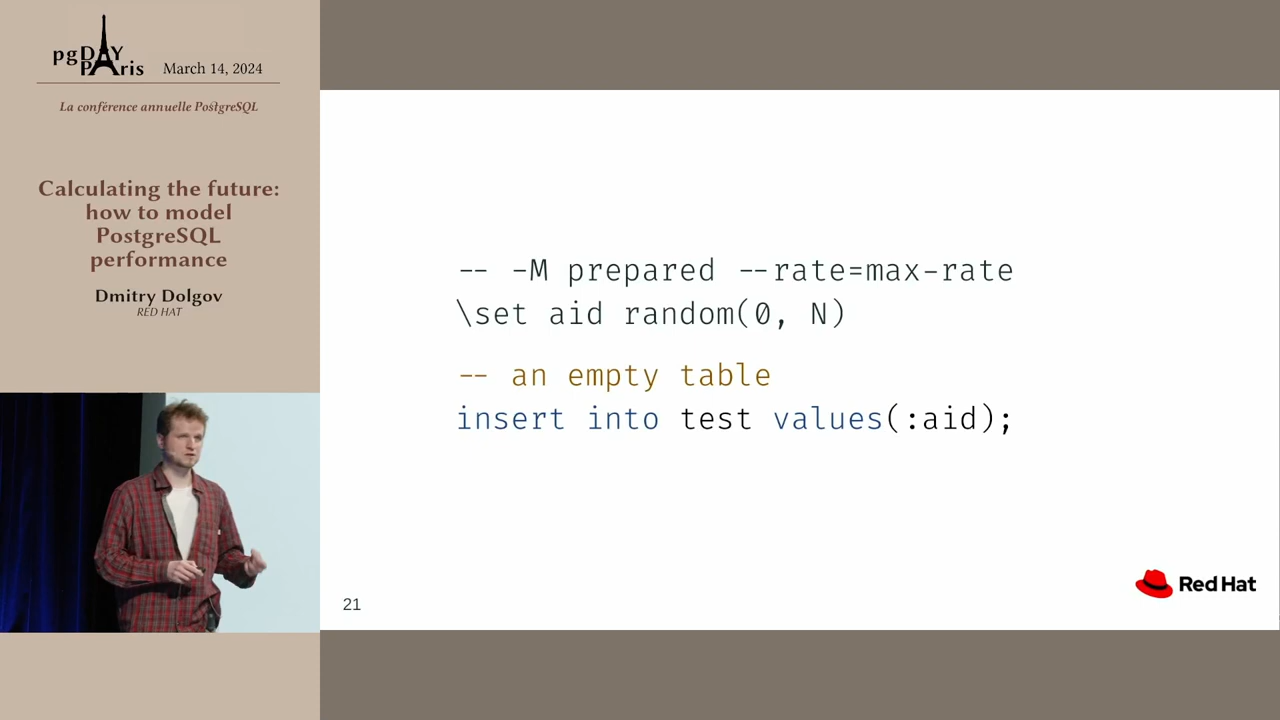 pgDAY
PAris
March 14, 2024
La conférence annuelle PostgreSQL
Calculating the future:
how to model
PostgreSQL
performance
Dmitry Dolgov
RED HAT
-- -M prepared --rate=max-rate
\set aid random(0, N)
-- an empty table
insert into test values(:aid);
21
Red Hat